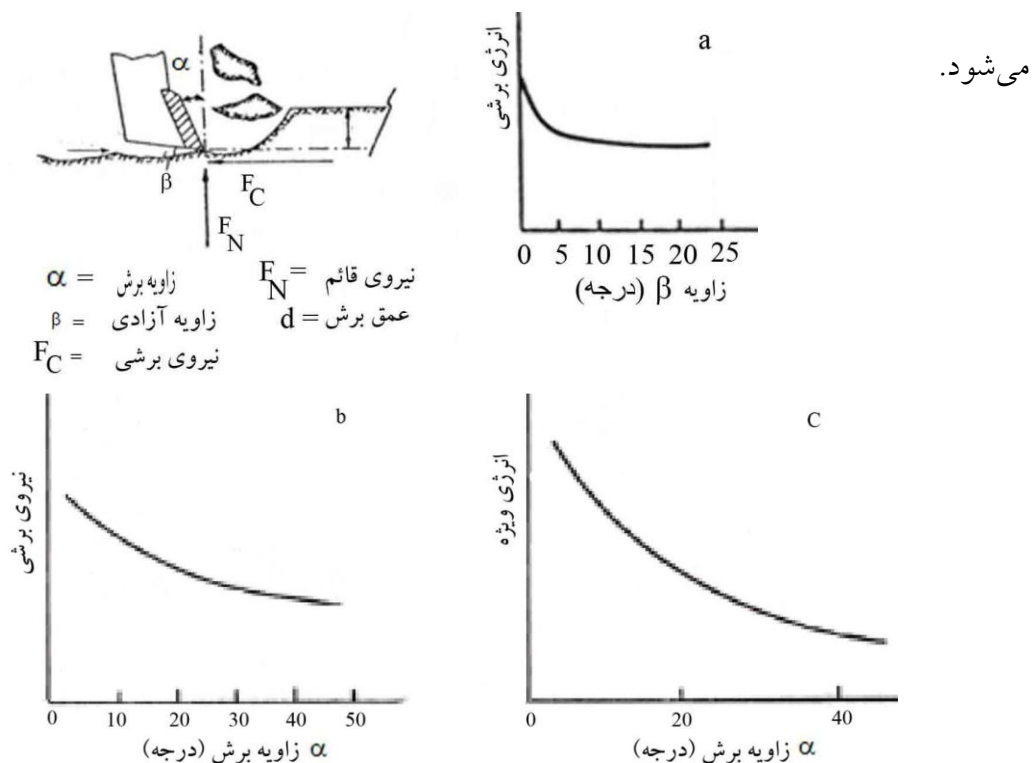 می‌شود.
a
انرژی برشی
0 5 10 15 20 25
زاویه β (درجه)
α
β
F_C
F_N
α = زاویه برش
F_N = نیروی قائم
β = زاویه آزادی
d = عمق برش
F_C = نیروی برشی
b
نیروی برشی
0 10 20 30 40 50
α زاویه برش (درجه)
C
انرژی ویژه
0 20 40
α زاویه برش (درجه)